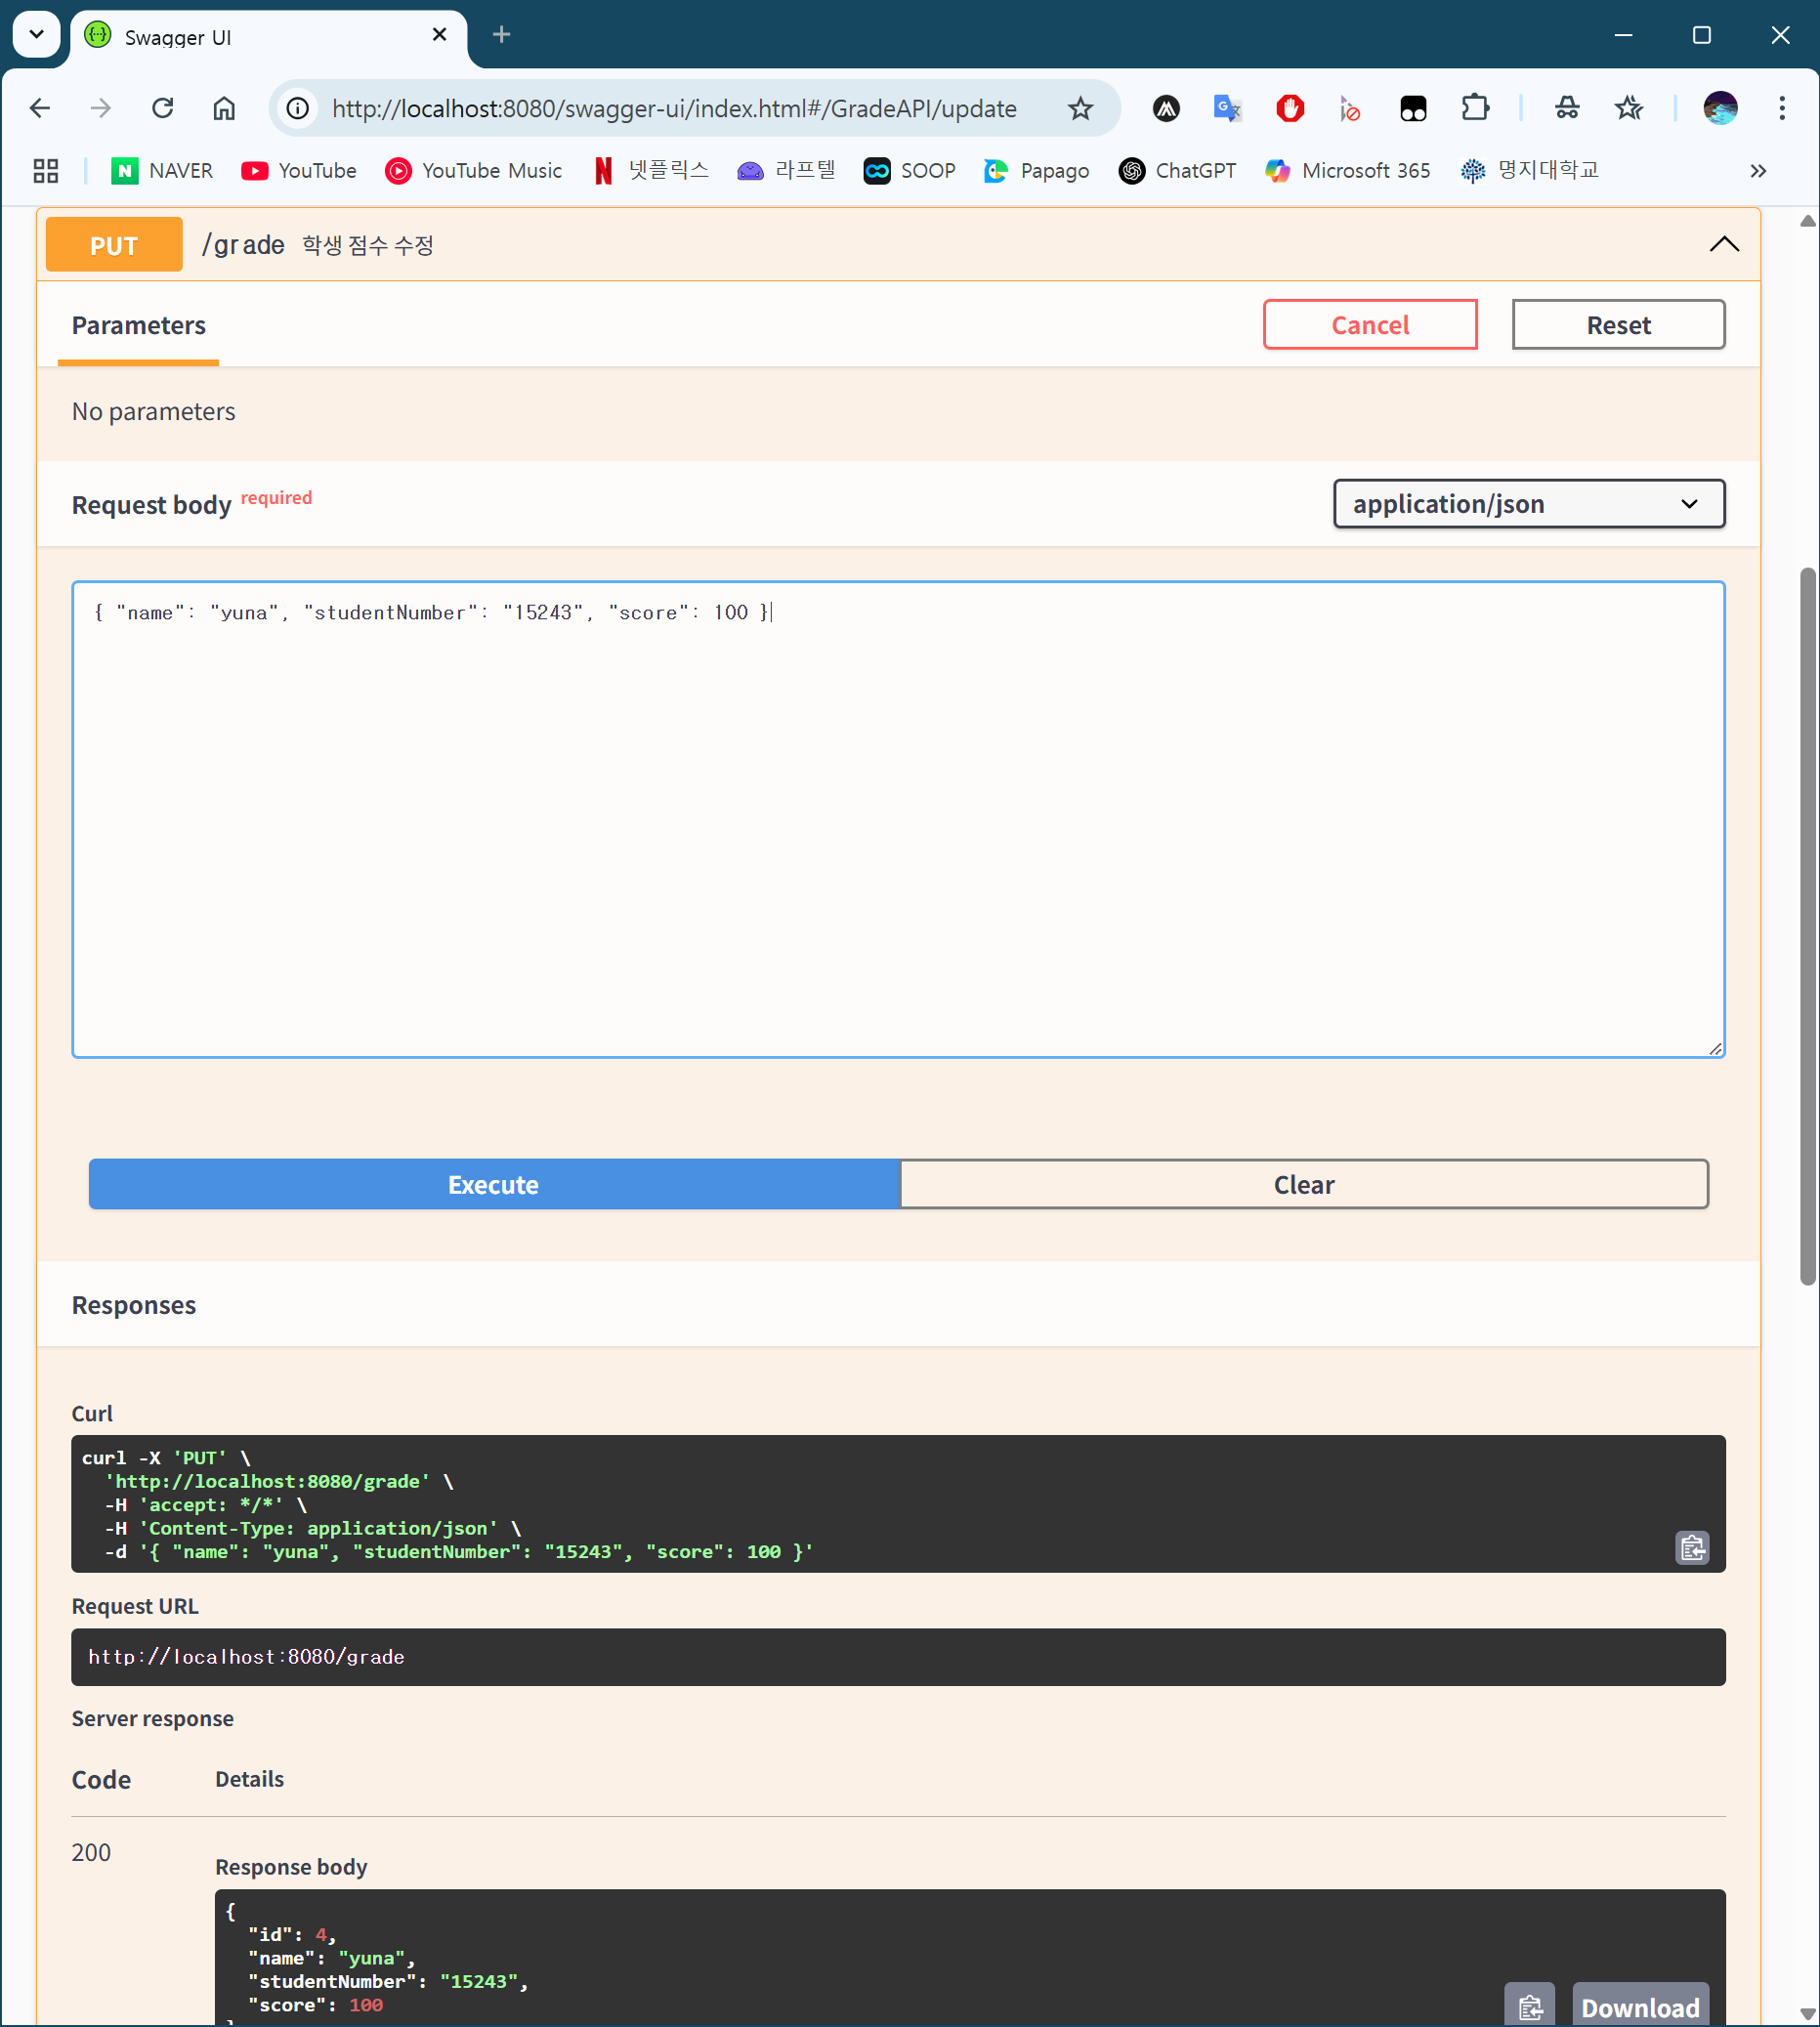 Swagger UI
http://localhost:8080/swagger-ui/index.html#/GradeAPI/update
NAVER
YouTube
YouTube Music
넷플릭스
라프텔
SOOP
Papago
ChatGPT
Microsoft 365
명지대학교
PUT /grade 학생 점수 수정
Parameters
Cancel
Reset
No parameters
Request body required
application/json
{ "name": "yuna", "studentNumber": "15243", "score": 100 }
Execute
Clear
Responses
Curl
curl -X 'PUT' \
'http://localhost:8080/grade' \
-H 'accept: */*' \
-H 'Content-Type: application/json' \
-d '{ "name": "yuna", "studentNumber": "15243", "score": 100 }'
Request URL
http://localhost:8080/grade
Server response
Code Details
200
Response body
{
"id": 4,
"name": "yuna",
"studentNumber": "15243",
"score": 100
}
Download